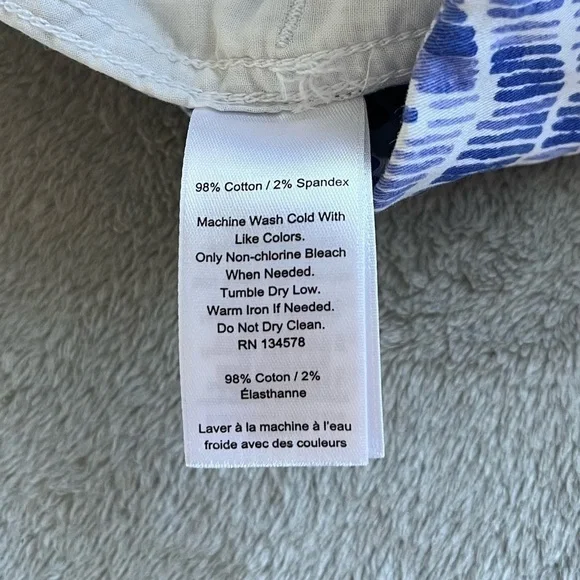 98% Cotton / 2% Spandex
Machine Wash Cold With
Like Colors.
Only Non-chlorine Bleach
When Needed.
Tumble Dry Low.
Warm Iron If Needed.
Do Not Dry Clean.
RN 134578
98% Coton / 2%
Élasthanne
Laver à la machine à l'eau
froide avec des couleurs